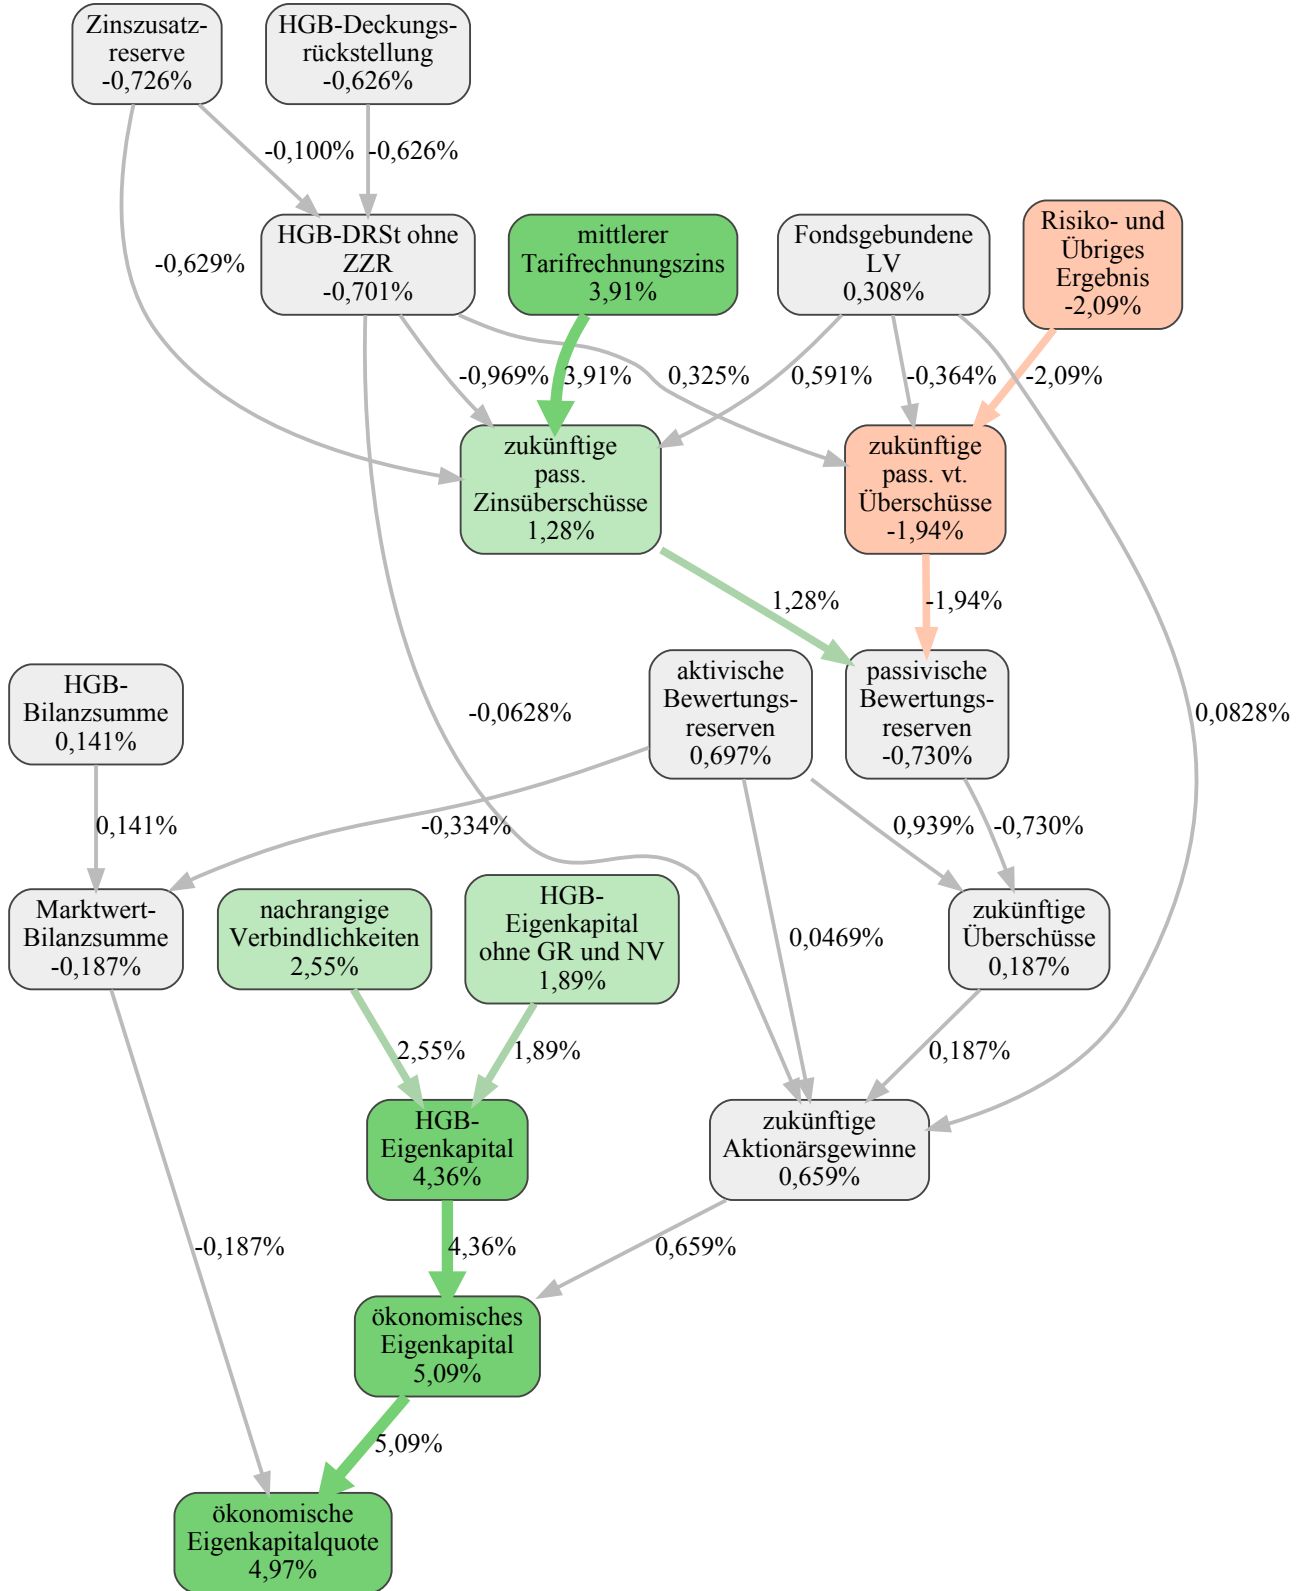 Zinszusatz-
reserve
-0,726%
HGB-Deckungs-
rückstellung
-0,626%
-0,100%
-0,626%
-0,629%
HGB-DRSt ohne
ZZR
-0,701%
mittlerer
Tarifrechnungszins
3,91%
Fondsgebundene
LV
0,308%
Risiko- und
Übriges
Ergebnis
-2,09%
-0,969%
3,91%
0,325%
0,591%
-0,364%
-2,09%
zukünftige
pass.
Zinsüberschüsse
1,28%
zukünftige
pass. vt.
Überschüsse
-1,94%
1,28%
-1,94%
HGB-
Bilanzsumme
0,141%
aktivische
Bewertungs-
reserven
0,697%
passivische
Bewertungs-
reserven
-0,730%
-0,0628%
0,0828%
0,141%
-0,334%
0,939%
-0,730%
Marktwert-
Bilanzsumme
-0,187%
nachrangige
Verbindlichkeiten
2,55%
HGB-
Eigenkapital
ohne GR und NV
1,89%
0,0469%
zukünftige
Überschüsse
0,187%
2,55%
1,89%
0,187%
HGB-
Eigenkapital
4,36%
zukünftige
Aktionärsgewinne
0,659%
-0,187%
4,36%
0,659%
ökonomisches
Eigenkapital
5,09%
5,09%
ökonomische
Eigenkapitalquote
4,97%